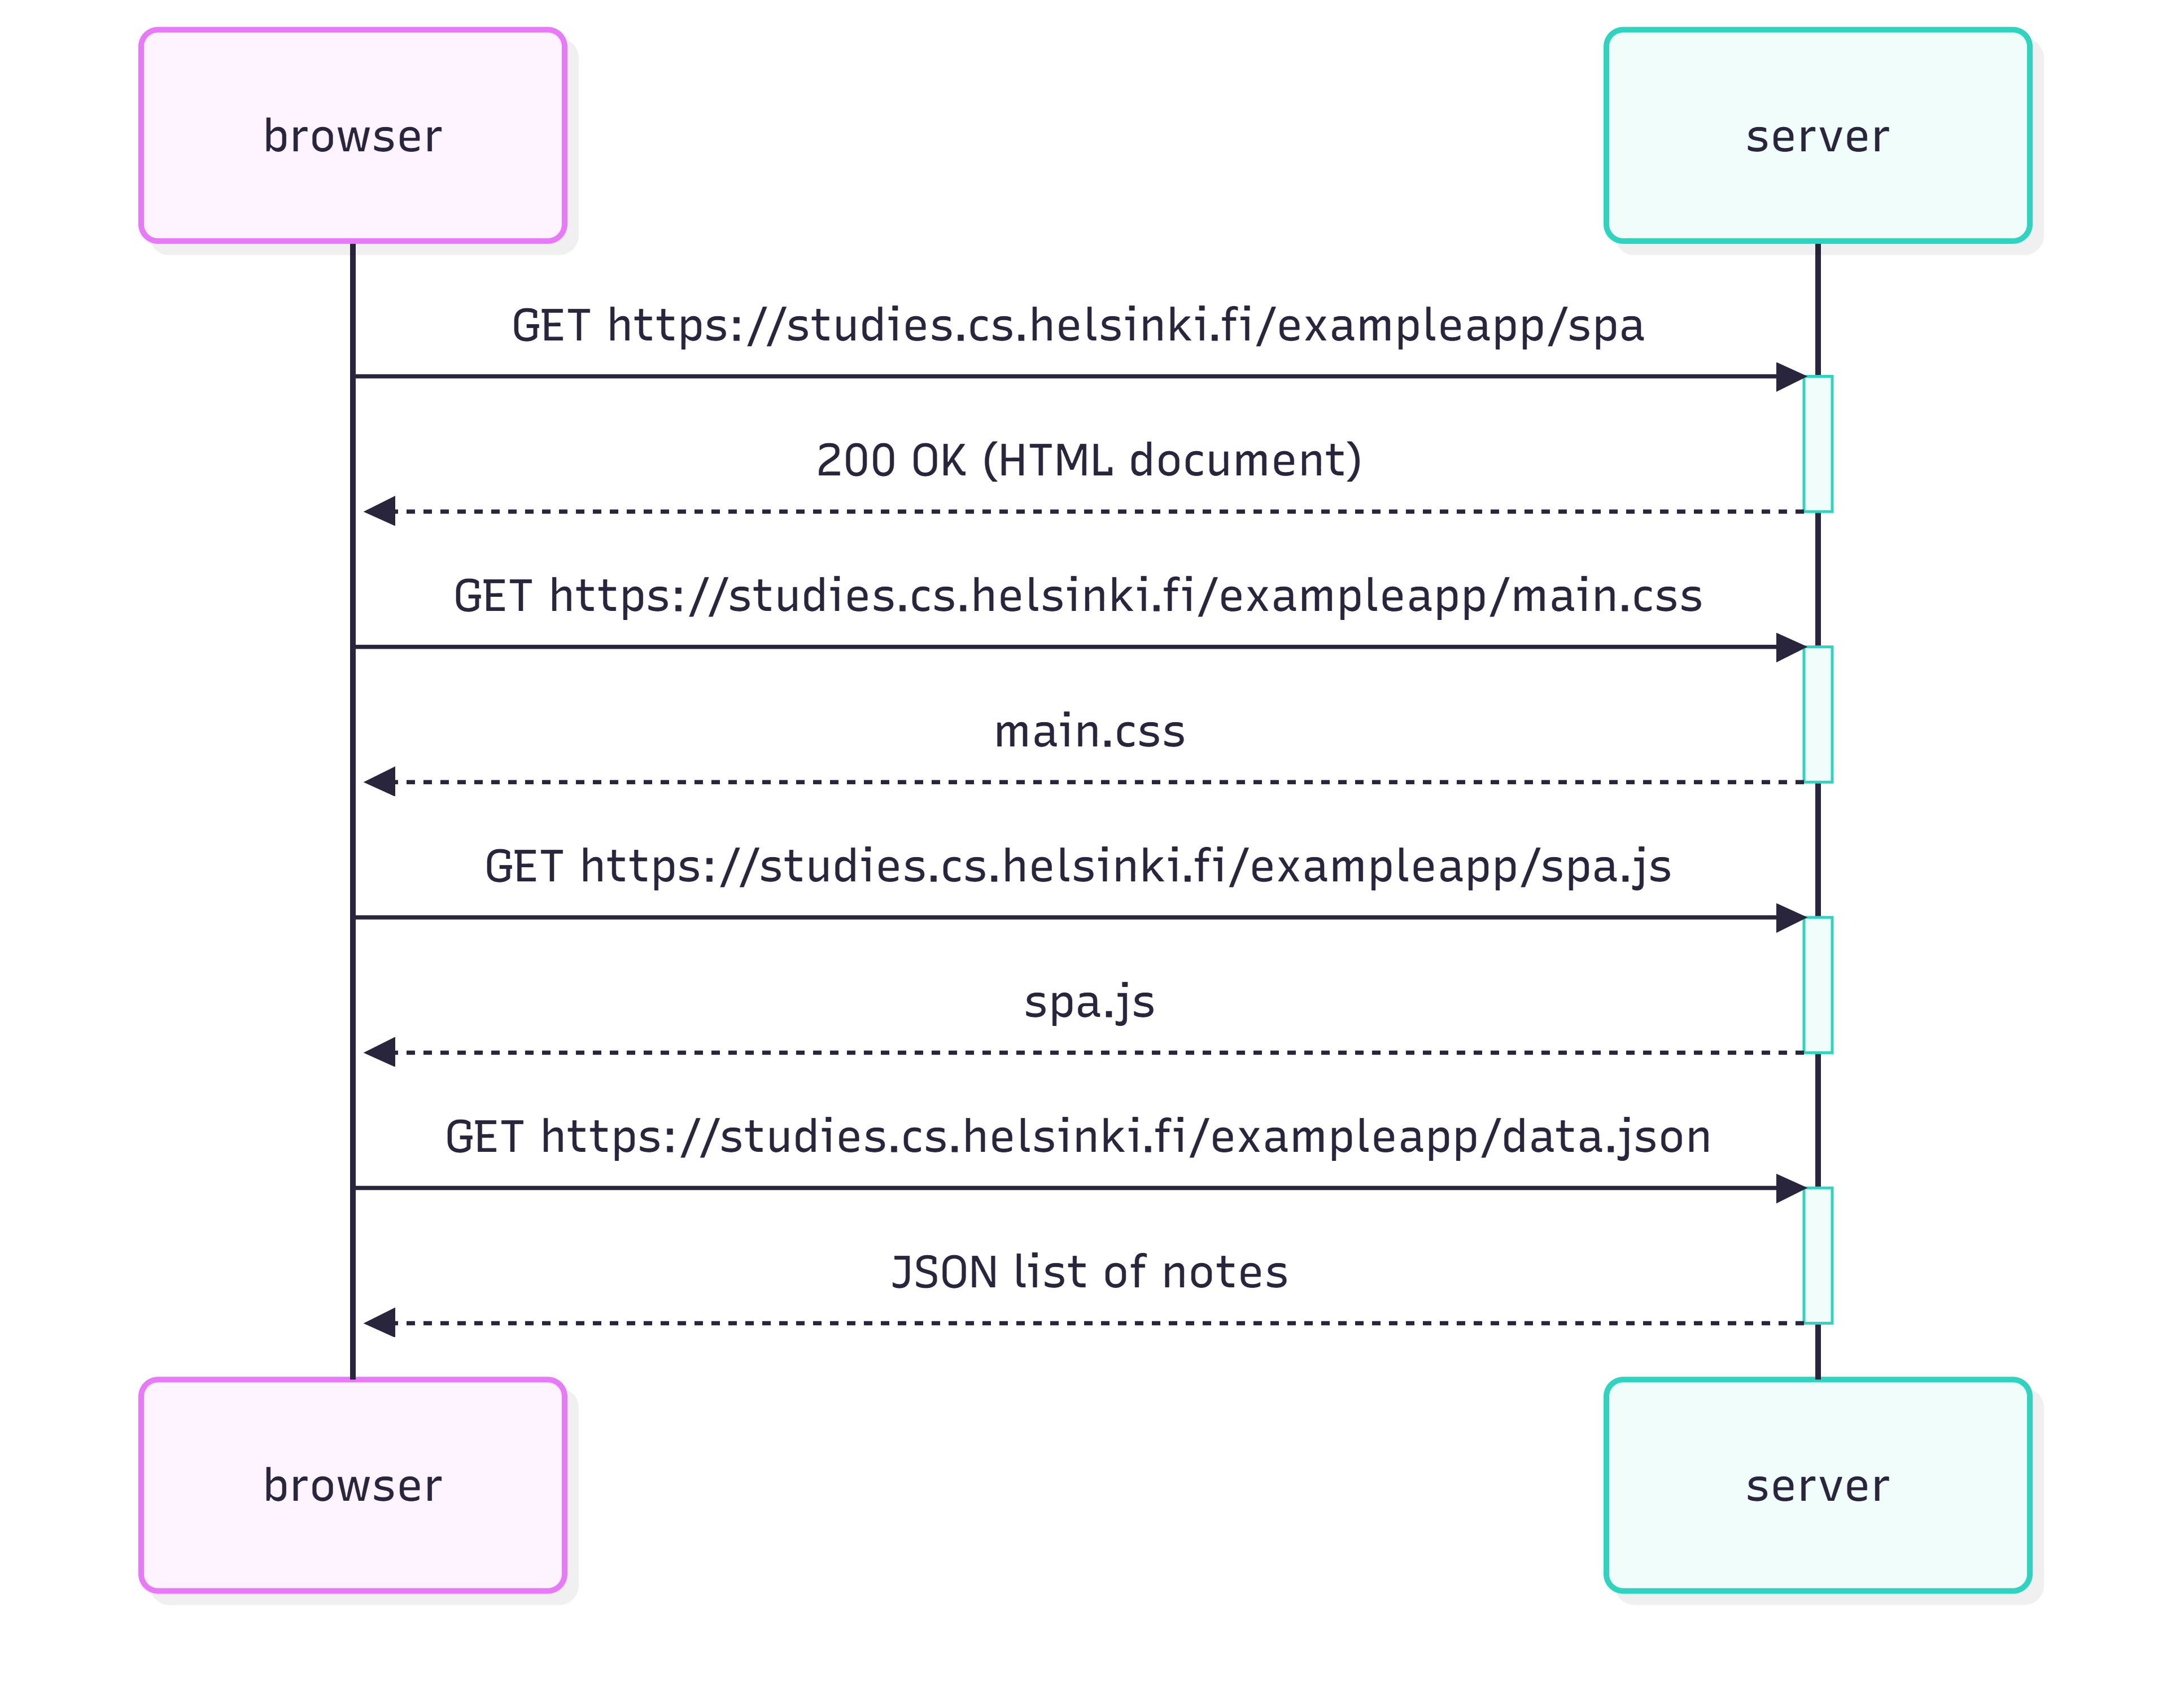 browser
server
GET https://studies.cs.helsinki.fi/exampleapp/spa
200 OK (HTML document)
GET https://studies.cs.helsinki.fi/exampleapp/main.css
main.css
GET https://studies.cs.helsinki.fi/exampleapp/spa.js
spa.js
GET https://studies.cs.helsinki.fi/exampleapp/data.json
JSON list of notes
browser
server